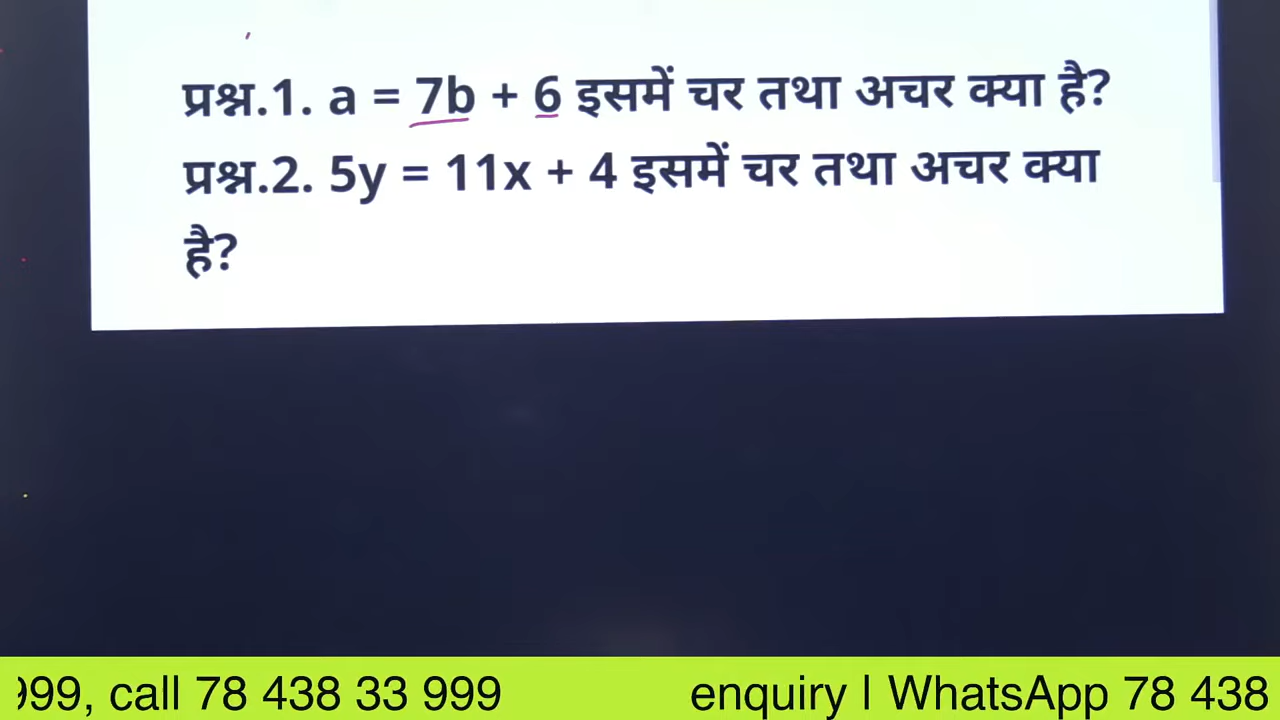 प्रश्न.1. a = 7b + 6 इसमें चर तथा अचर क्या है?
प्रश्न.2. 5y = 11x + 4 इसमें चर तथा अचर क्या
है?
999, call 78 438 33 999 enquiry I WhatsApp 78 438